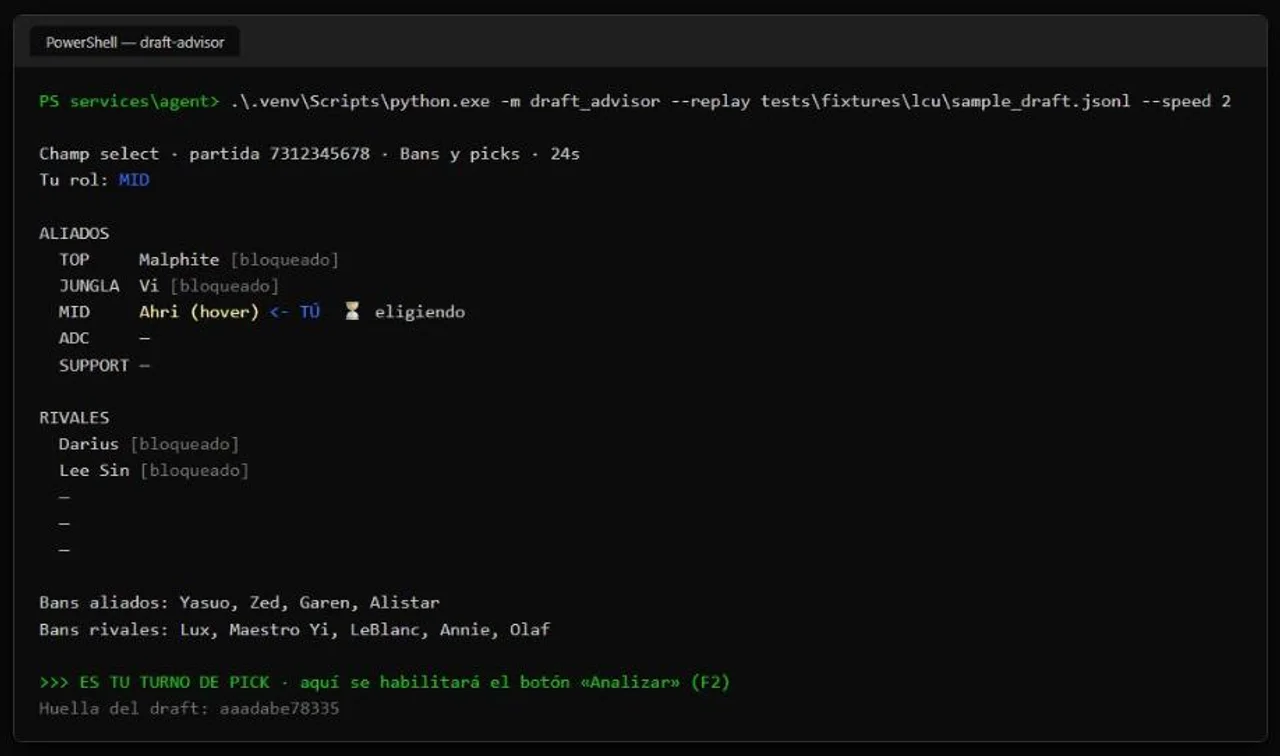 PowerShell — draft-advisor
PS services\agent> .\.venv\Scripts\python.exe -m draft_advisor --replay tests\fixtures\lcu\sample_draft.jsonl --speed 2
Champ select · partida 7312345678 · Bans y picks · 24s
Tu rol: MID
ALIADOS
TOP Malphite [bloqueado]
JUNGLA Vi [bloqueado]
MID Ahri (hover) <- TÚ ⏳ eligiendo
ADC —
SUPPORT —
RIVALES
Darius [bloqueado]
Lee Sin [bloqueado]
—
—
—
Bans aliados: Yasuo, Zed, Garen, Alistar
Bans rivales: Lux, Maestro Yi, LeBlanc, Annie, Olaf
>>> ES TU TURNO DE PICK · aquí se habilitará el botón «Analizar» (F2)
Huella del draft: aaadabe78335